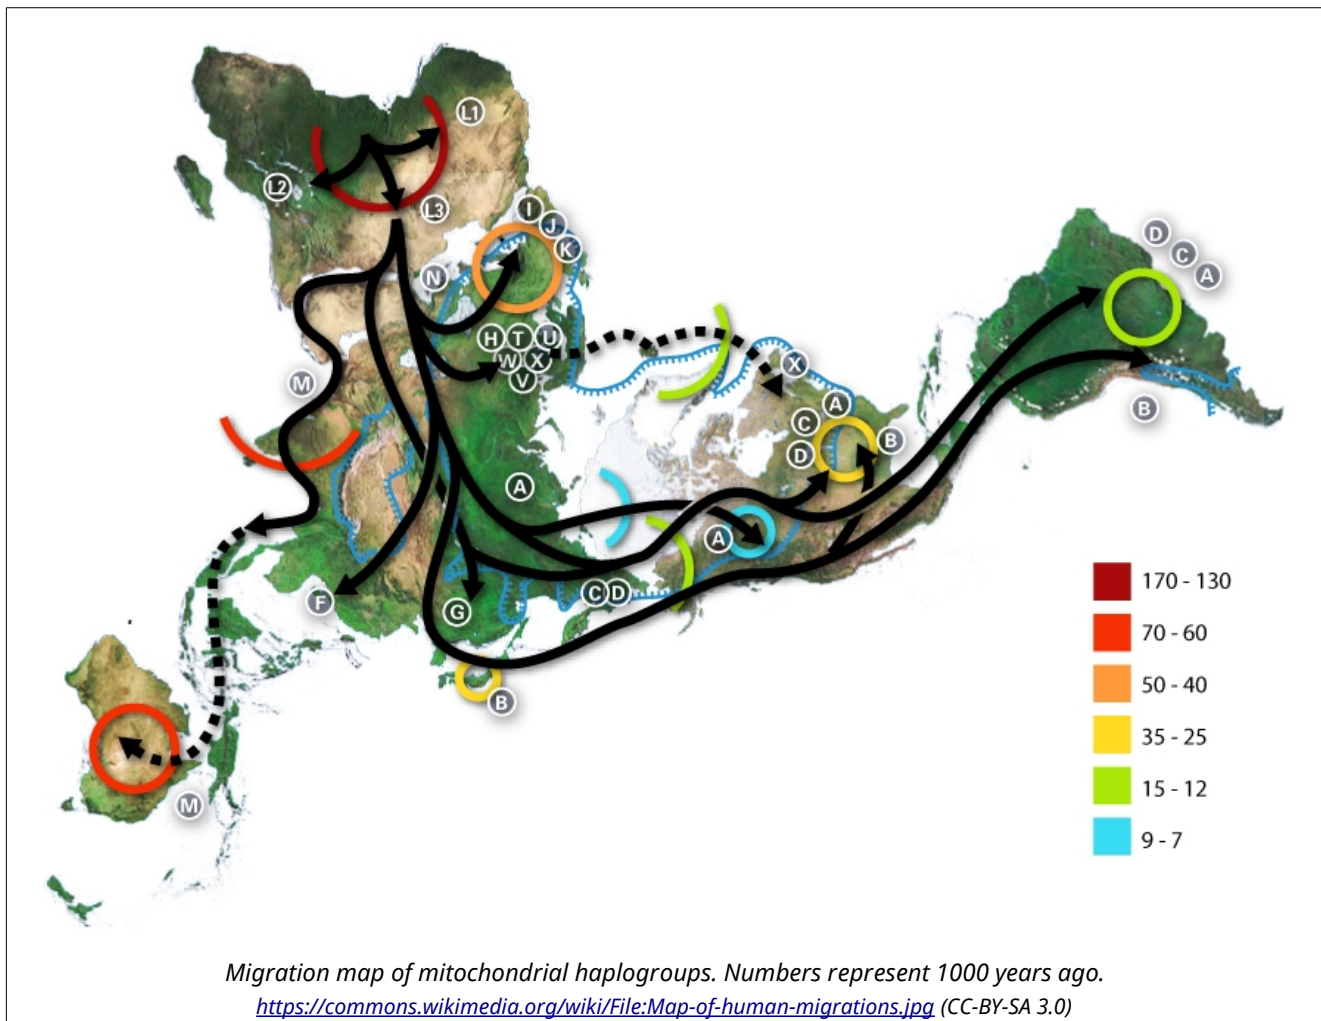 L1
L2
L3
I
J
K
N
H T U
W X
V
M
X
A
C
B
D
A
A
C D
F
G
B
M
D
C
A
B
170 - 130
70 - 60
50 - 40
35 - 25
15 - 12
9 - 7
Migration map of mitochondrial haplogroups. Numbers represent 1000 years ago.
https://commons.wikimedia.org/wiki/File:Map-of-human-migrations.jpg (CC-BY-SA 3.0)